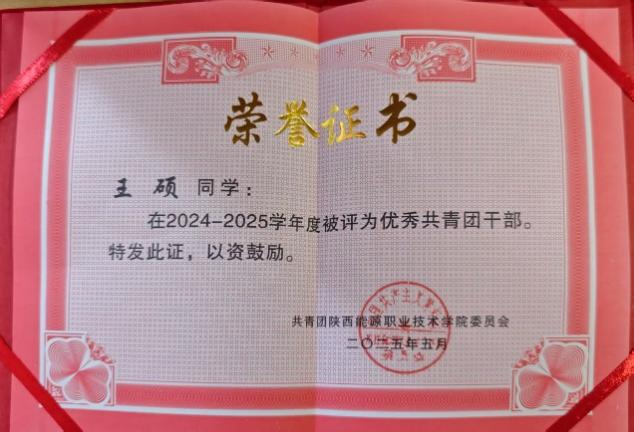 荣誉证书
王硕 同学：
在2024-2025学年度被评为优秀共青团干部。
特发此证，以资鼓励。
共青团陕西能源职业技术学院委员会
二〇二五年五月